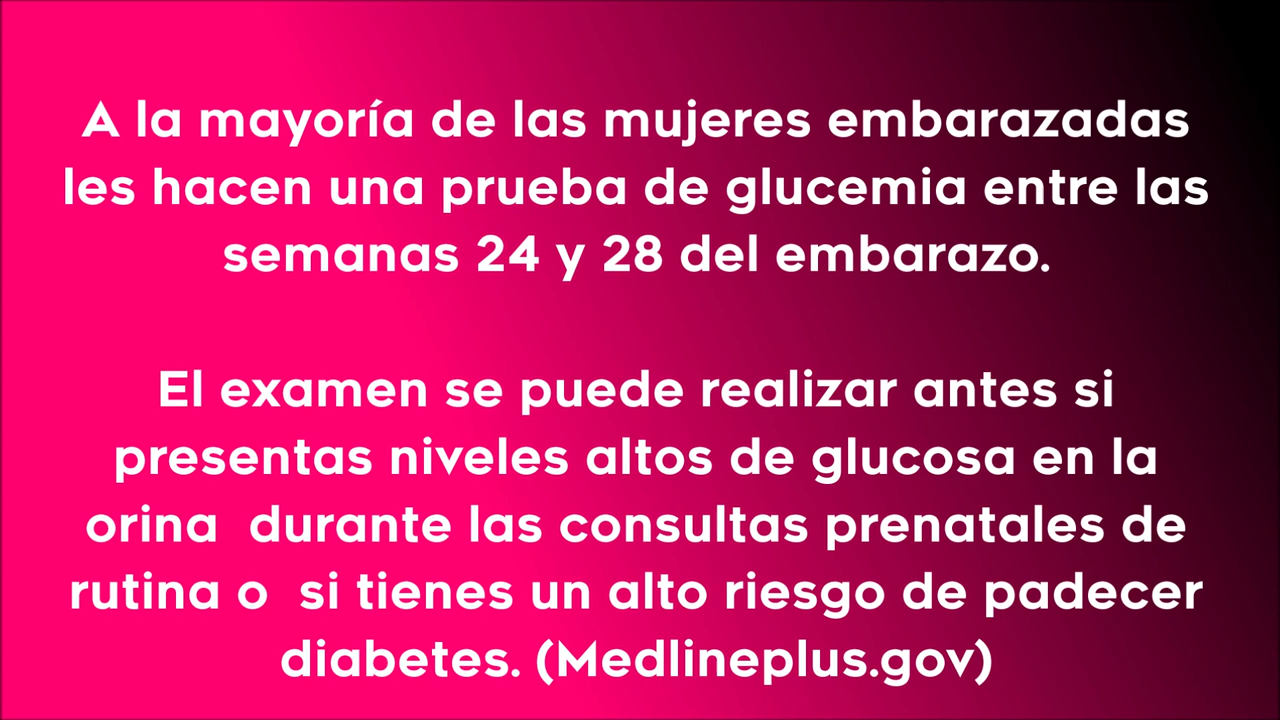 A la mayoría de las mujeres embarazadas
les hacen una prueba de glucemia entre las
semanas 24 y 28 del embarazo.
El examen se puede realizar antes si
presentas niveles altos de glucosa en la
orina  durante las consultas prenatales de
rutina o  si tienes un alto riesgo de padecer
diabetes. (Medlineplus.gov)